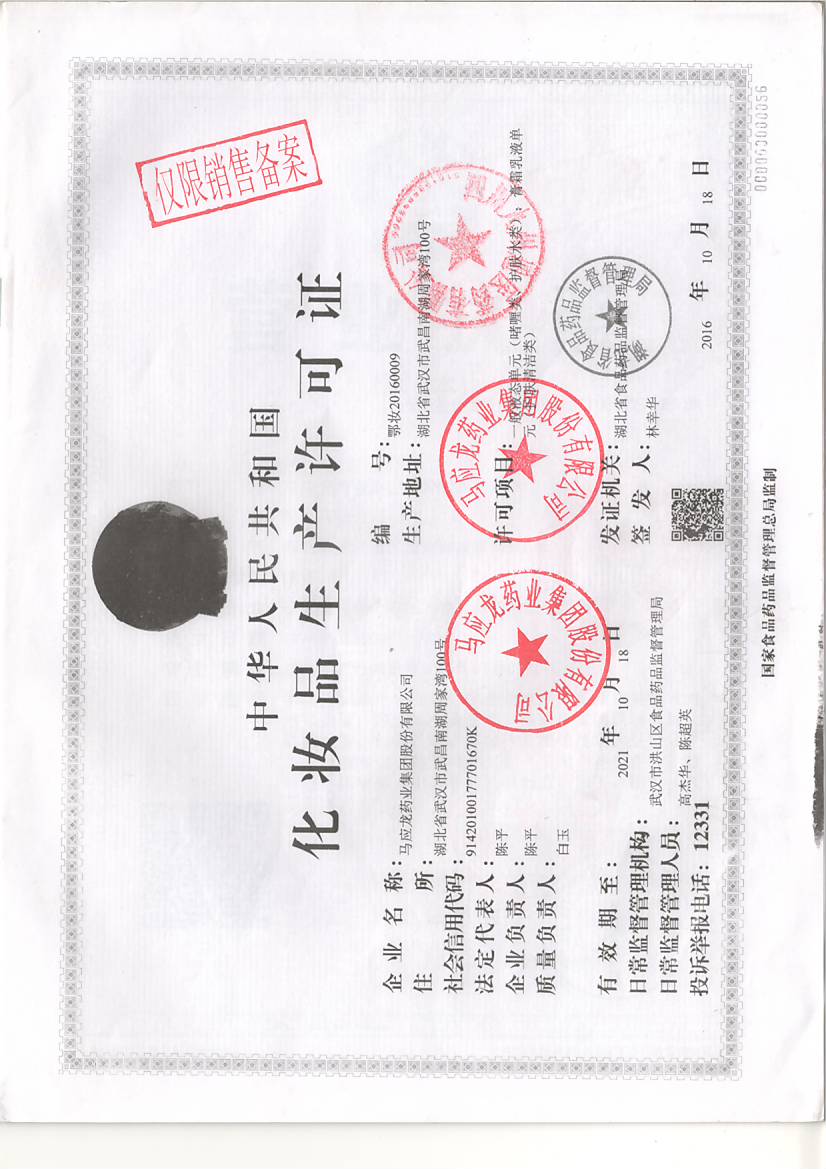 仅限销售备案
中华人民共和国
化妆品生产许可证
企业名称：马应龙药业集团股份有限公司
住所：湖北省武汉市武昌南湖周家湾100号
社会信用代码：91420100177701670K
法定代表人：陈平
企业负责人：陈平
质量负责人：白玉
有效期至：2021年10月18日
日常监督管理机构：武汉市洪山区食品药品监督管理局
日常监督管理人员：高杰华、陈超英
投诉举报电话：12331
编号：鄂妆20160009
生产地址：湖北省武汉市武昌南湖周家湾100号
许可项目：一般液态单元（啫喱类、护肤水类）；膏霜乳液单
元（护肤清洁类）
发证机关：湖北省食品药品监督管理局
签发人：林幸华
2016年10月18日
马应龙药业集团股份有限公司
马应龙药业集团股份有限公司
省食品药品监督管理局
国家食品药品监督管理总局监制